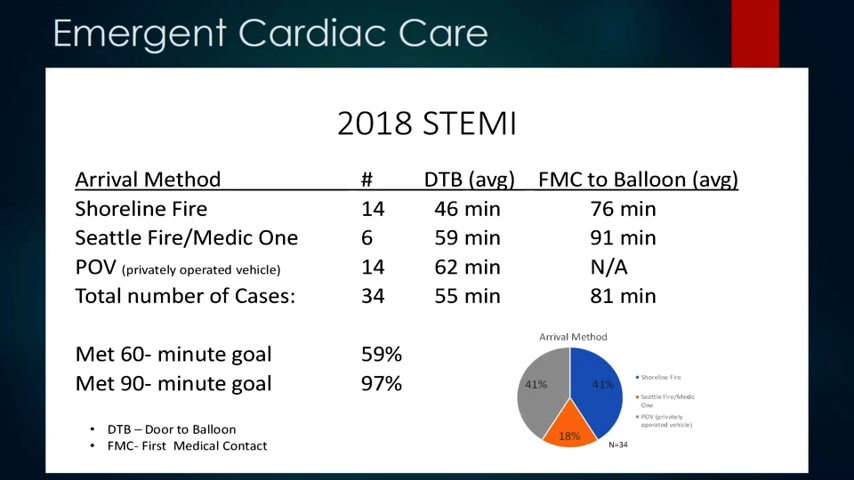 Emergent Cardiac Care
2018 STEMI
Arrival Method # DTB (avg) FMC to Balloon (avg)
Shoreline Fire 14 46 min 76 min
Seattle Fire/Medic One 6 59 min 91 min
POV (privately operated vehicle) 14 62 min N/A
Total number of Cases: 34 55 min 81 min
Met 60- minute goal 59%
Met 90- minute goal 97%
• DTB – Door to Balloon
• FMC- First Medical Contact
Arrival Method
41%
41%
18%
Shoreline Fire
Seattle Fire/Medic
One
POV (privately
operated vehicle)
N=34